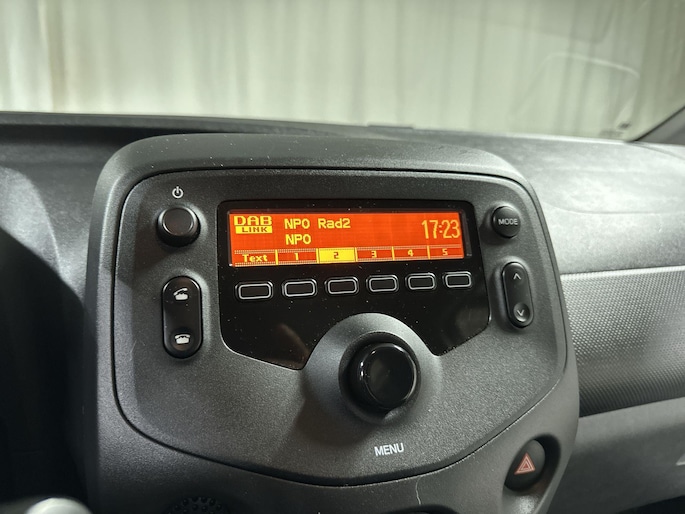 DAB NPO Rad2 17:23
LINK NPO
Text 1 2 3 4 5
MODE
MENU